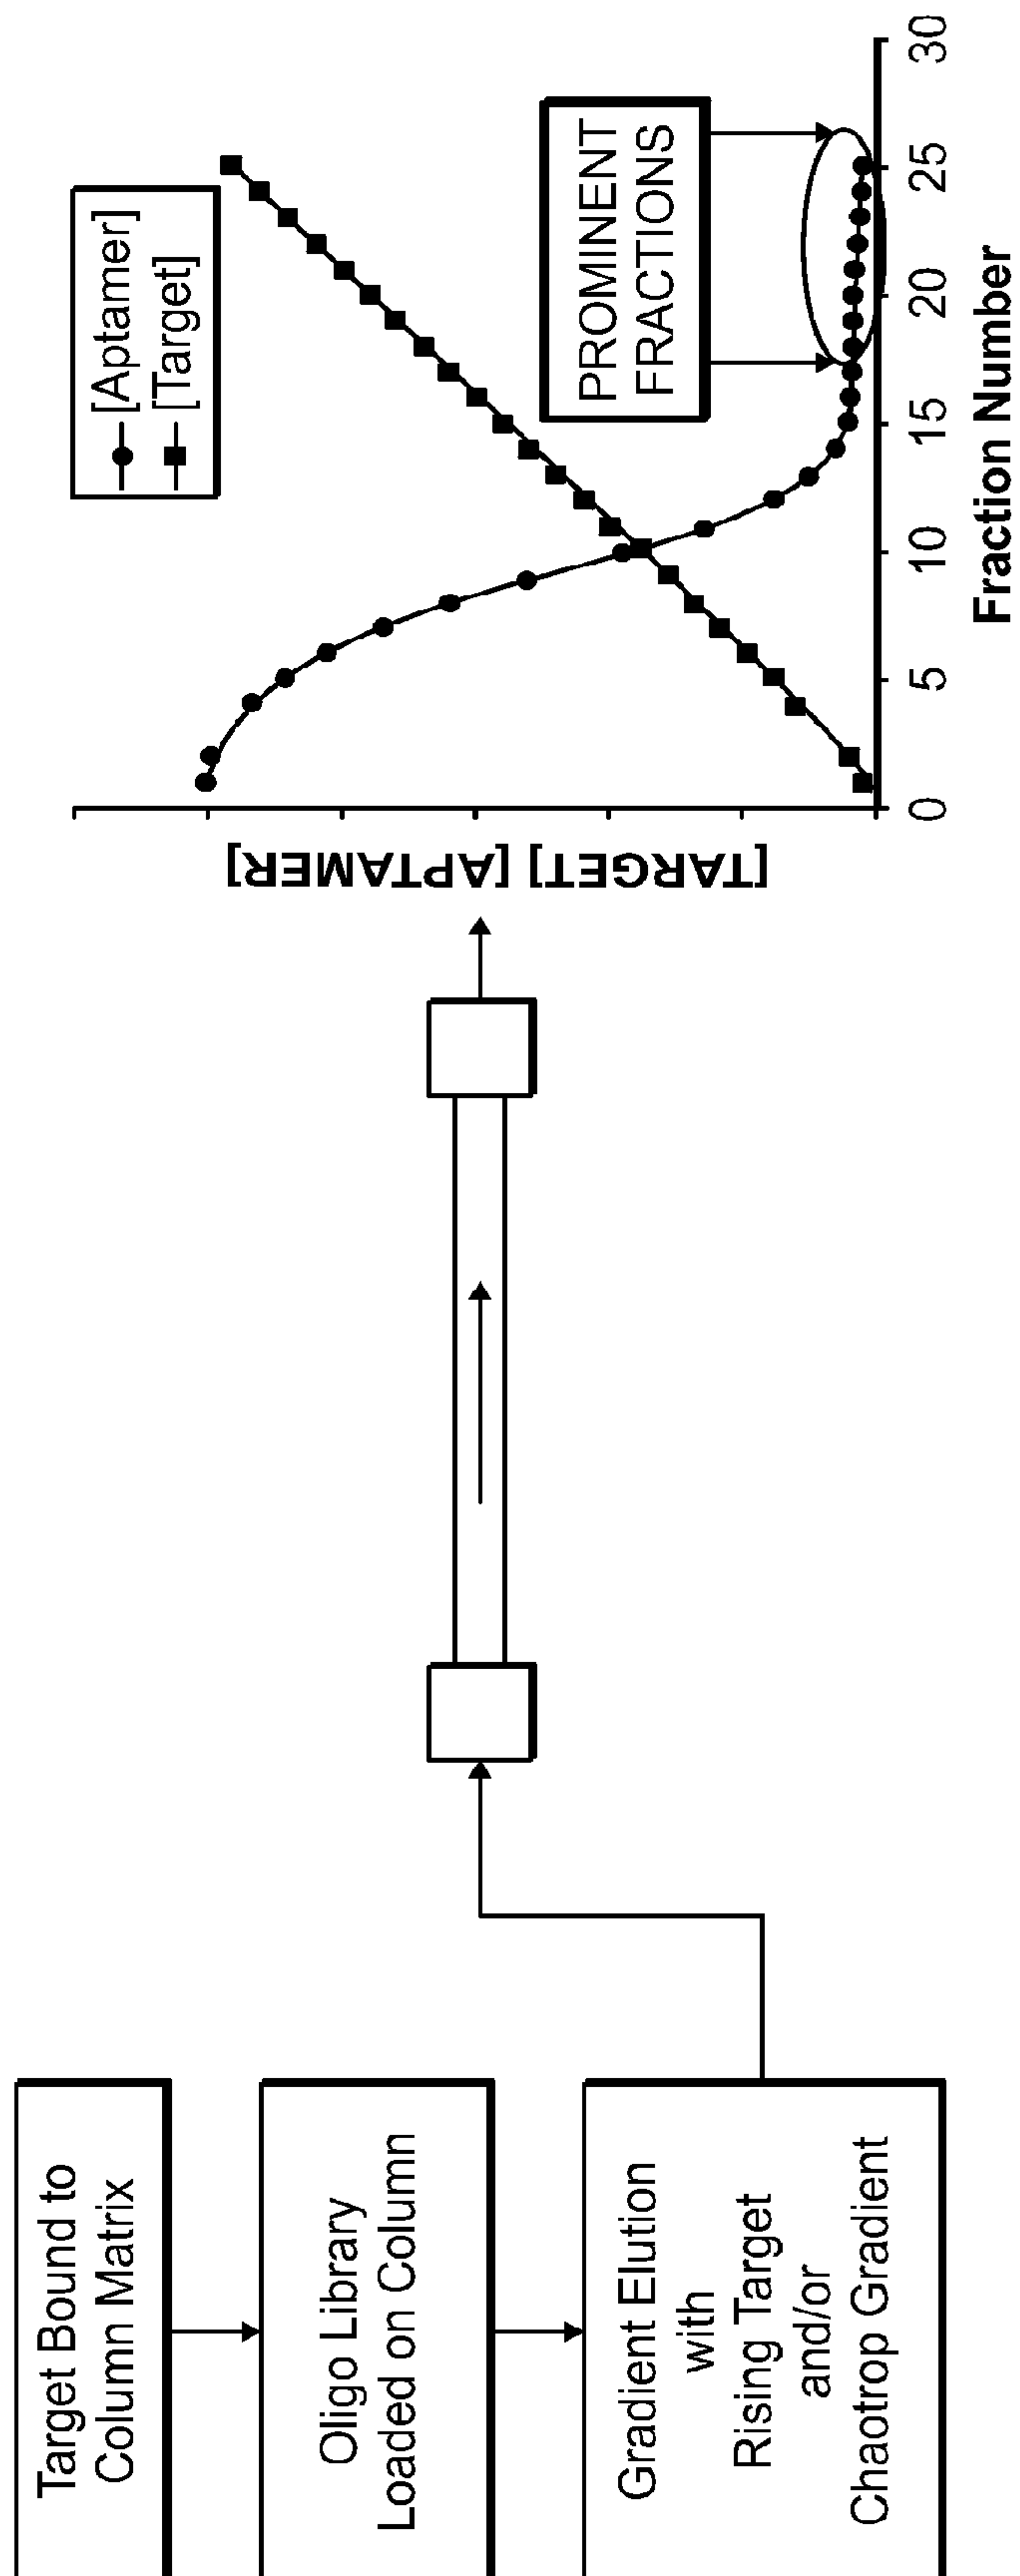 Target Bound to
Column Matrix
Oligo Library
Loaded on Column
Gradient Elution
with
Rising Target
and/or
Chaotrop Gradient
[TARGET] [APTAMER]
[Aptamer]
[Target]
PROMINENT
FRACTIONS
0 5 10 15 20 25 30
Fraction Number